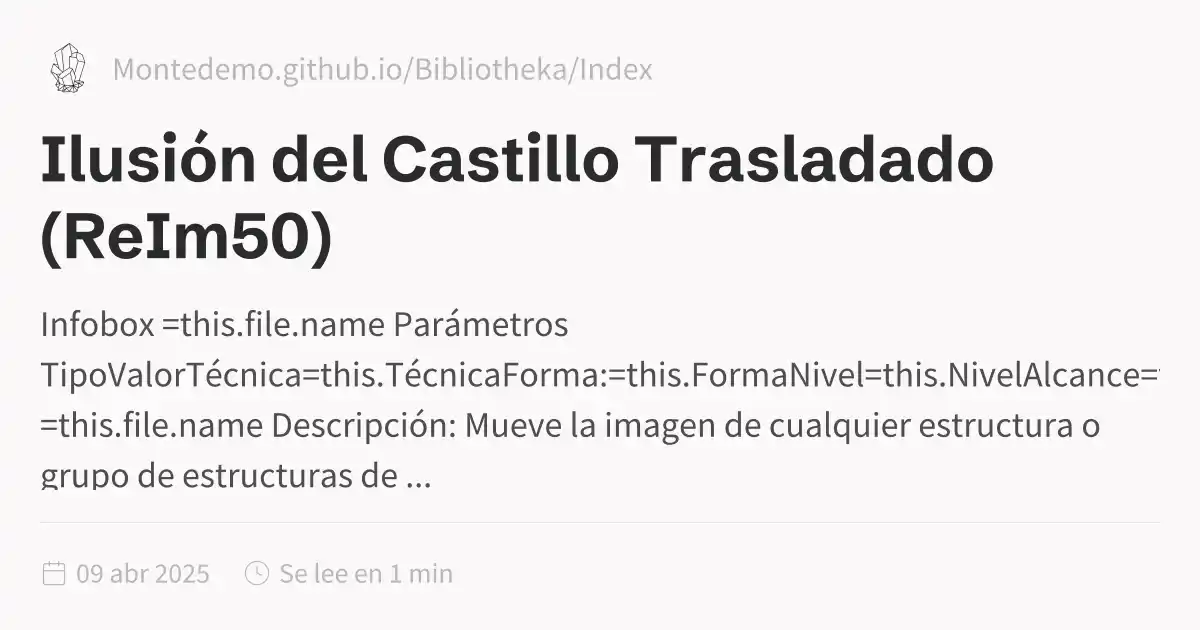 Montedemo.github.io/Bibliotheka/Index
Ilusión del Castillo Trasladado
(ReIm50)
Infobox =this.file.name Parámetros
TipoValorTécnica=this.TécnicaForma:=this.FormaNivel=this.NivelAlcance=
=this.file.name Descripción: Mueve la imagen de cualquier estructura o
grupo de estructuras de ...
09 abr 2025 Se lee en 1 min